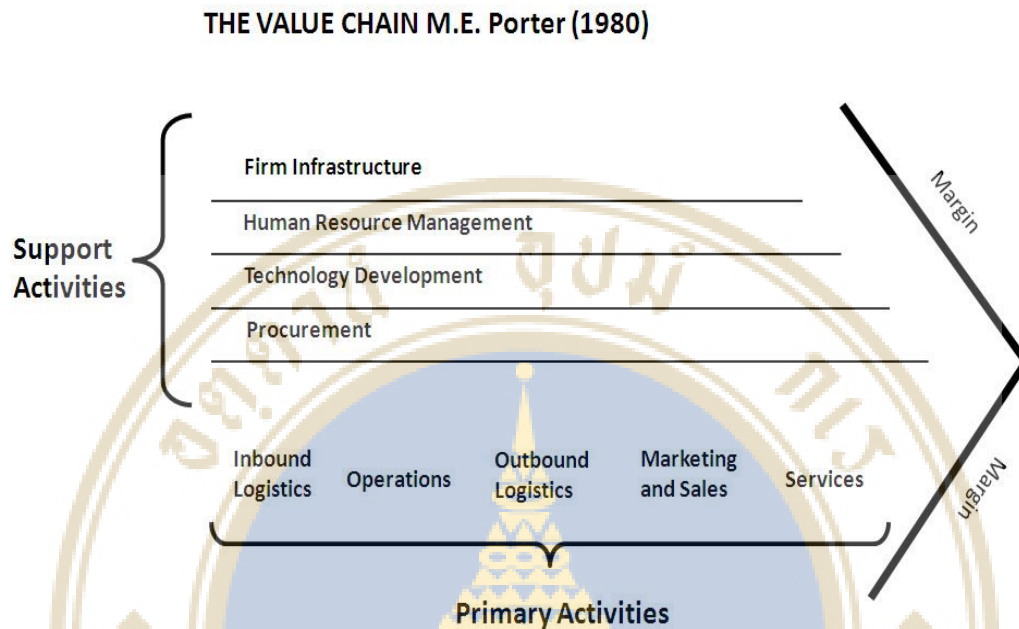 THE VALUE CHAIN M.E. Porter (1980)
Support
Activities
Firm Infrastructure
Human Resource Management
Technology Development
Procurement
Margin
Inbound
Logistics
Operations
Outbound
Logistics
Marketing
and Sales
Services
Margin
Primary Activities